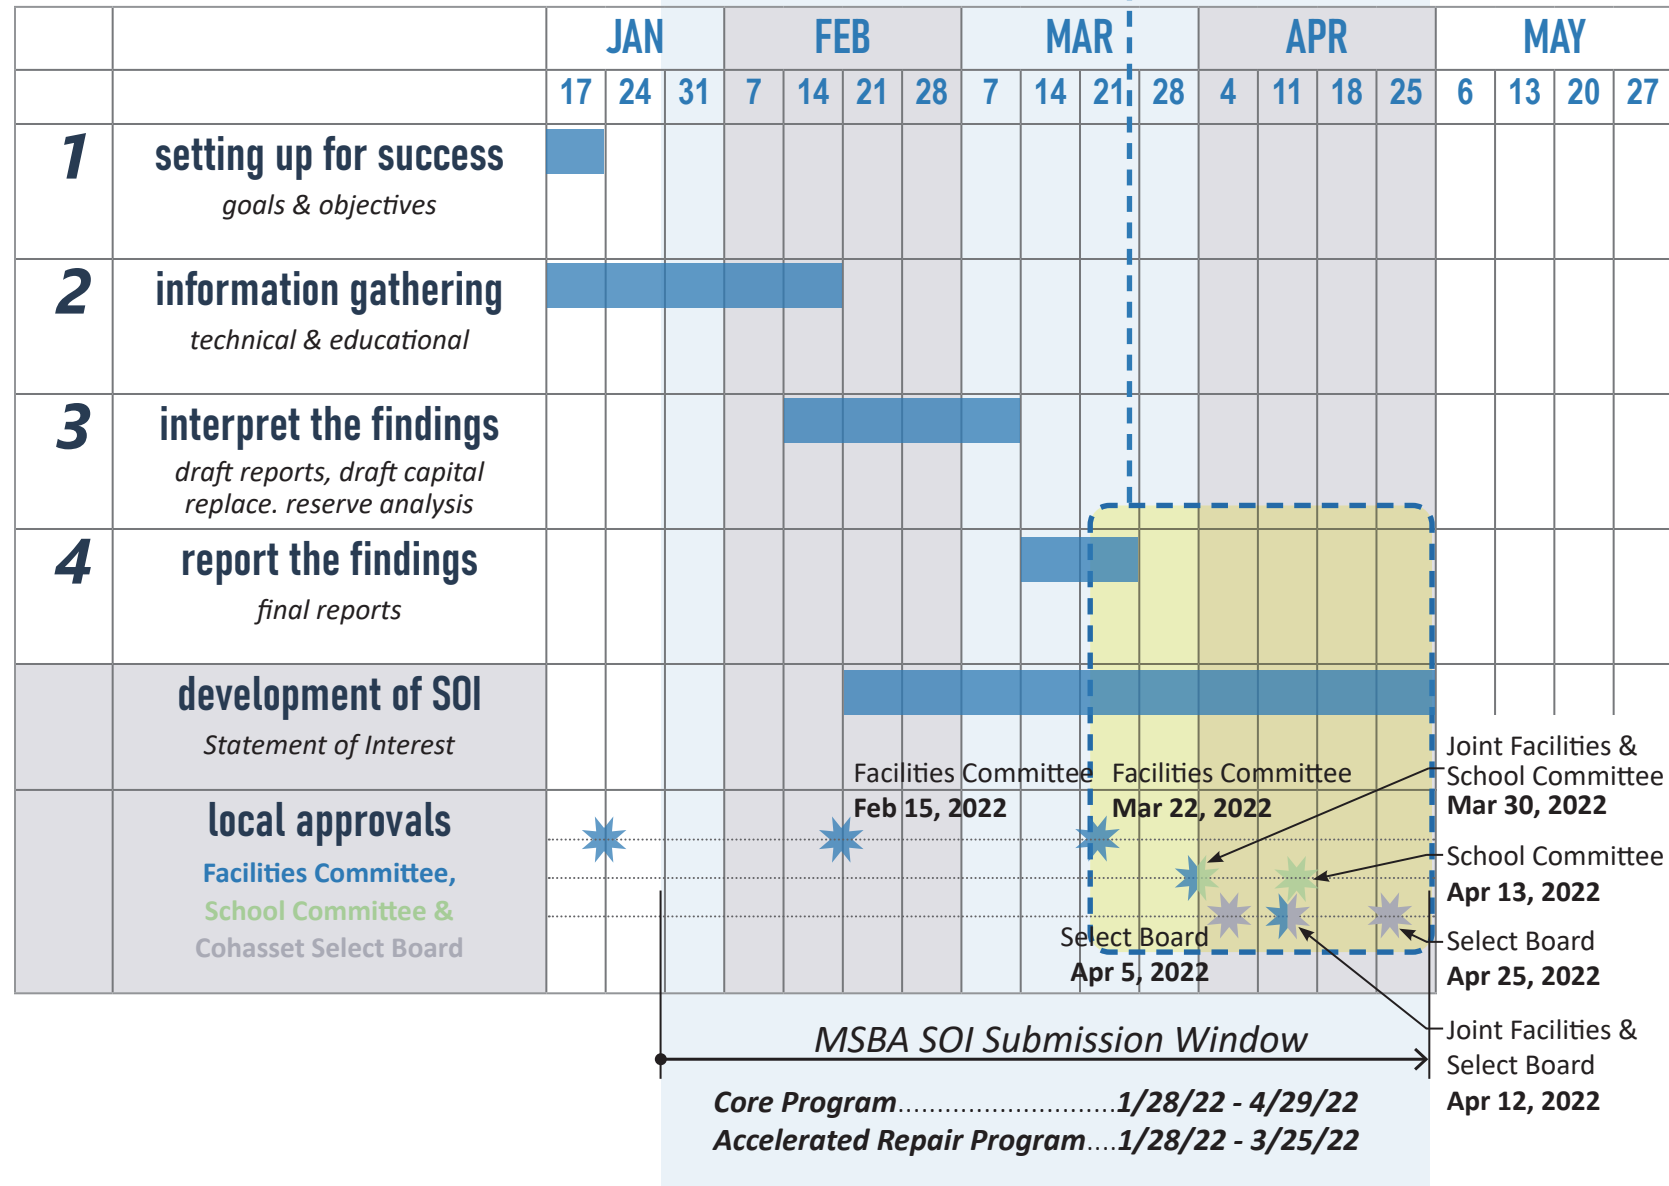 JAN FEB MAR APR MAY
17 24 31 7 14 21 28 7 14 21 28 4 11 18 25 6 13 20 27
1 setting up for success
goals & objectives
2 information gathering
technical & educational
3 interpret the findings
draft reports, draft capital
replace. reserve analysis
4 report the findings
final reports
development of SOI
Statement of Interest
local approvals
Facilities Committee,
School Committee &
Cohasset Select Board
Facilities Committee
Feb 15, 2022
Facilities Committee
Mar 22, 2022
Joint Facilities &
School Committee
Mar 30, 2022
School Committee
Apr 13, 2022
Select Board
Apr 5, 2022
Select Board
Apr 25, 2022
Joint Facilities &
Select Board
Apr 12, 2022
MSBA SOI Submission Window
Core Program............................1/28/22 - 4/29/22
Accelerated Repair Program....1/28/22 - 3/25/22